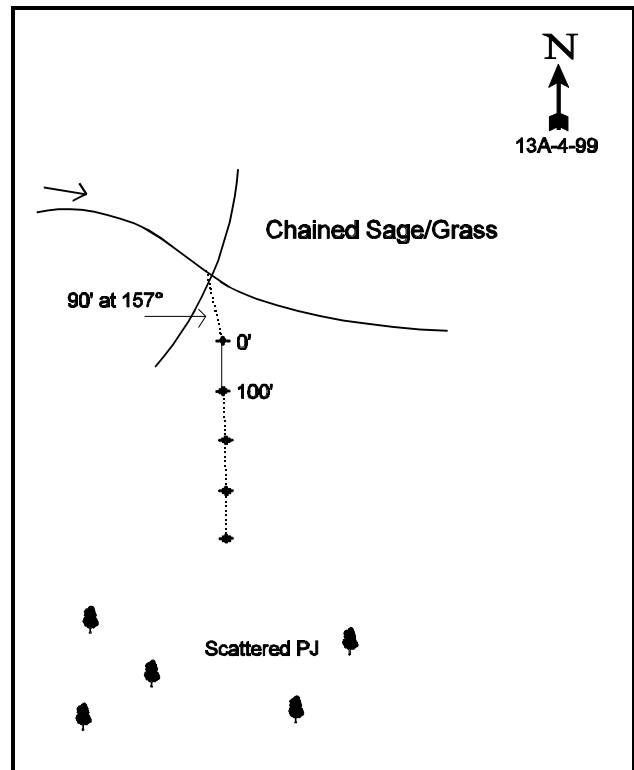 N
13A-4-99
Chained Sage/Grass
90' at 157°
0'
100'
Scattered PJ